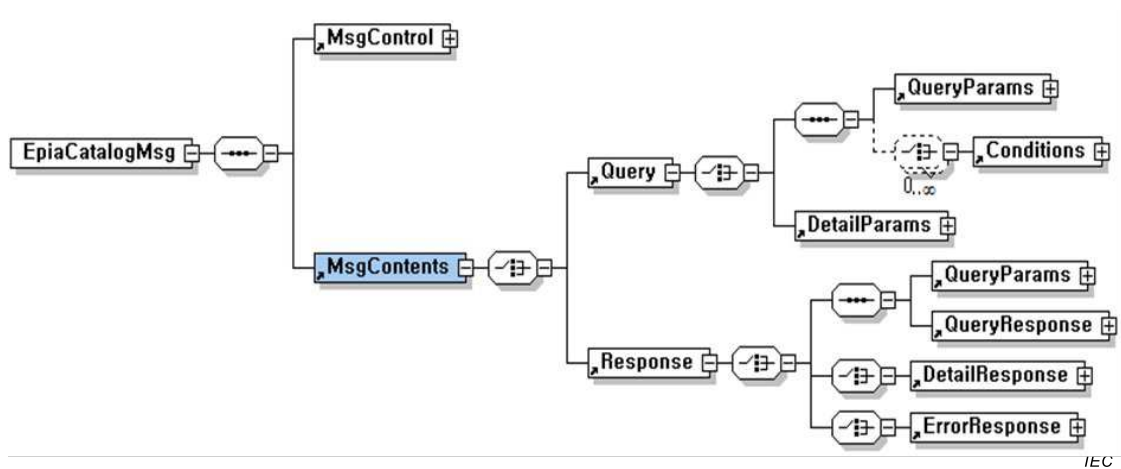 MsgControl
QueryParams
EpiaCatalogMsg
Conditions
Query
0..∞
DetailParams
MsgContents
QueryParams
QueryResponse
Response
DetailResponse
ErrorResponse
IEC